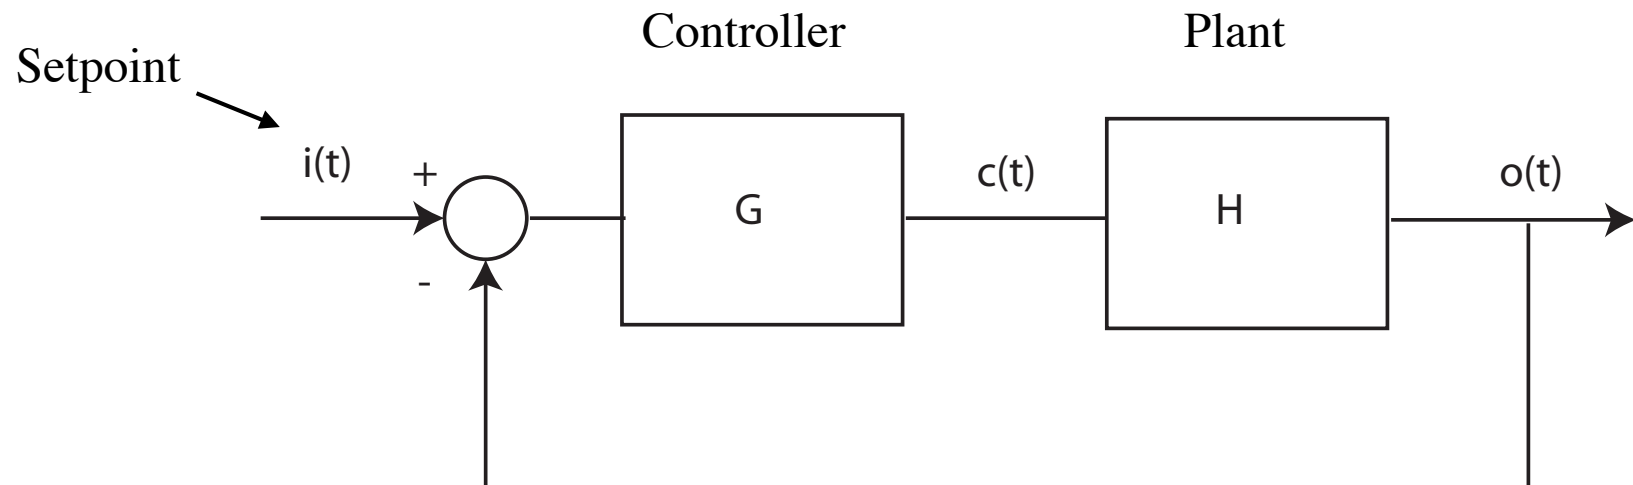 Controller
Plant
Setpoint
i(t)
+
-
G
c(t)
H
o(t)